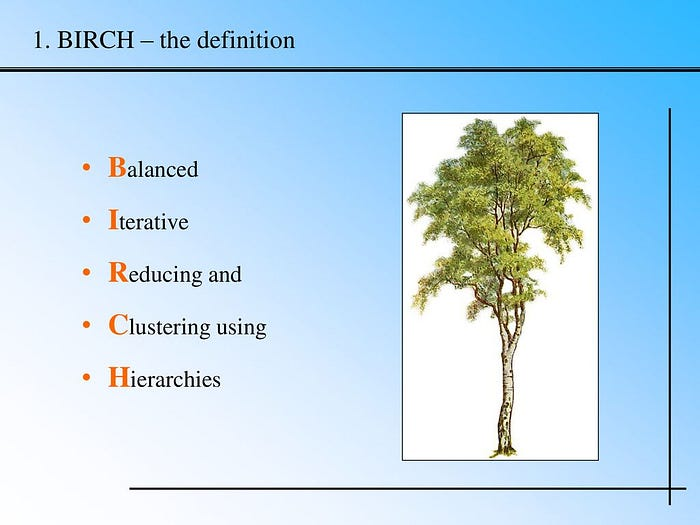 1. BIRCH – the definition
• Balanced
• Iterative
• Reducing and
• Clustering using
• Hierarchies